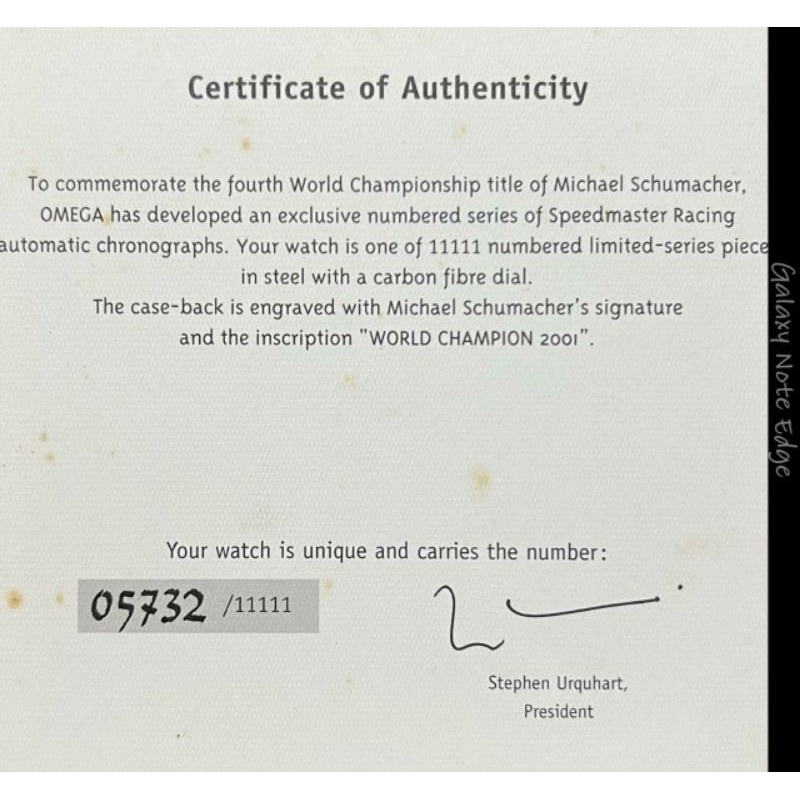 Certificate of Authenticity
To commemorate the fourth World Championship title of Michael Schumacher,
OMEGA has developed an exclusive numbered series of Speedmaster Racing
automatic chronographs. Your watch is one of 11111 numbered limited-series piece
in steel with a carbon fibre dial.
The case-back is engraved with Michael Schumacher's signature
and the inscription "WORLD CHAMPION 2001".
Your watch is unique and carries the number:
05732 /11111
Stephen Urquhart,
President
Galaxy Note Edge